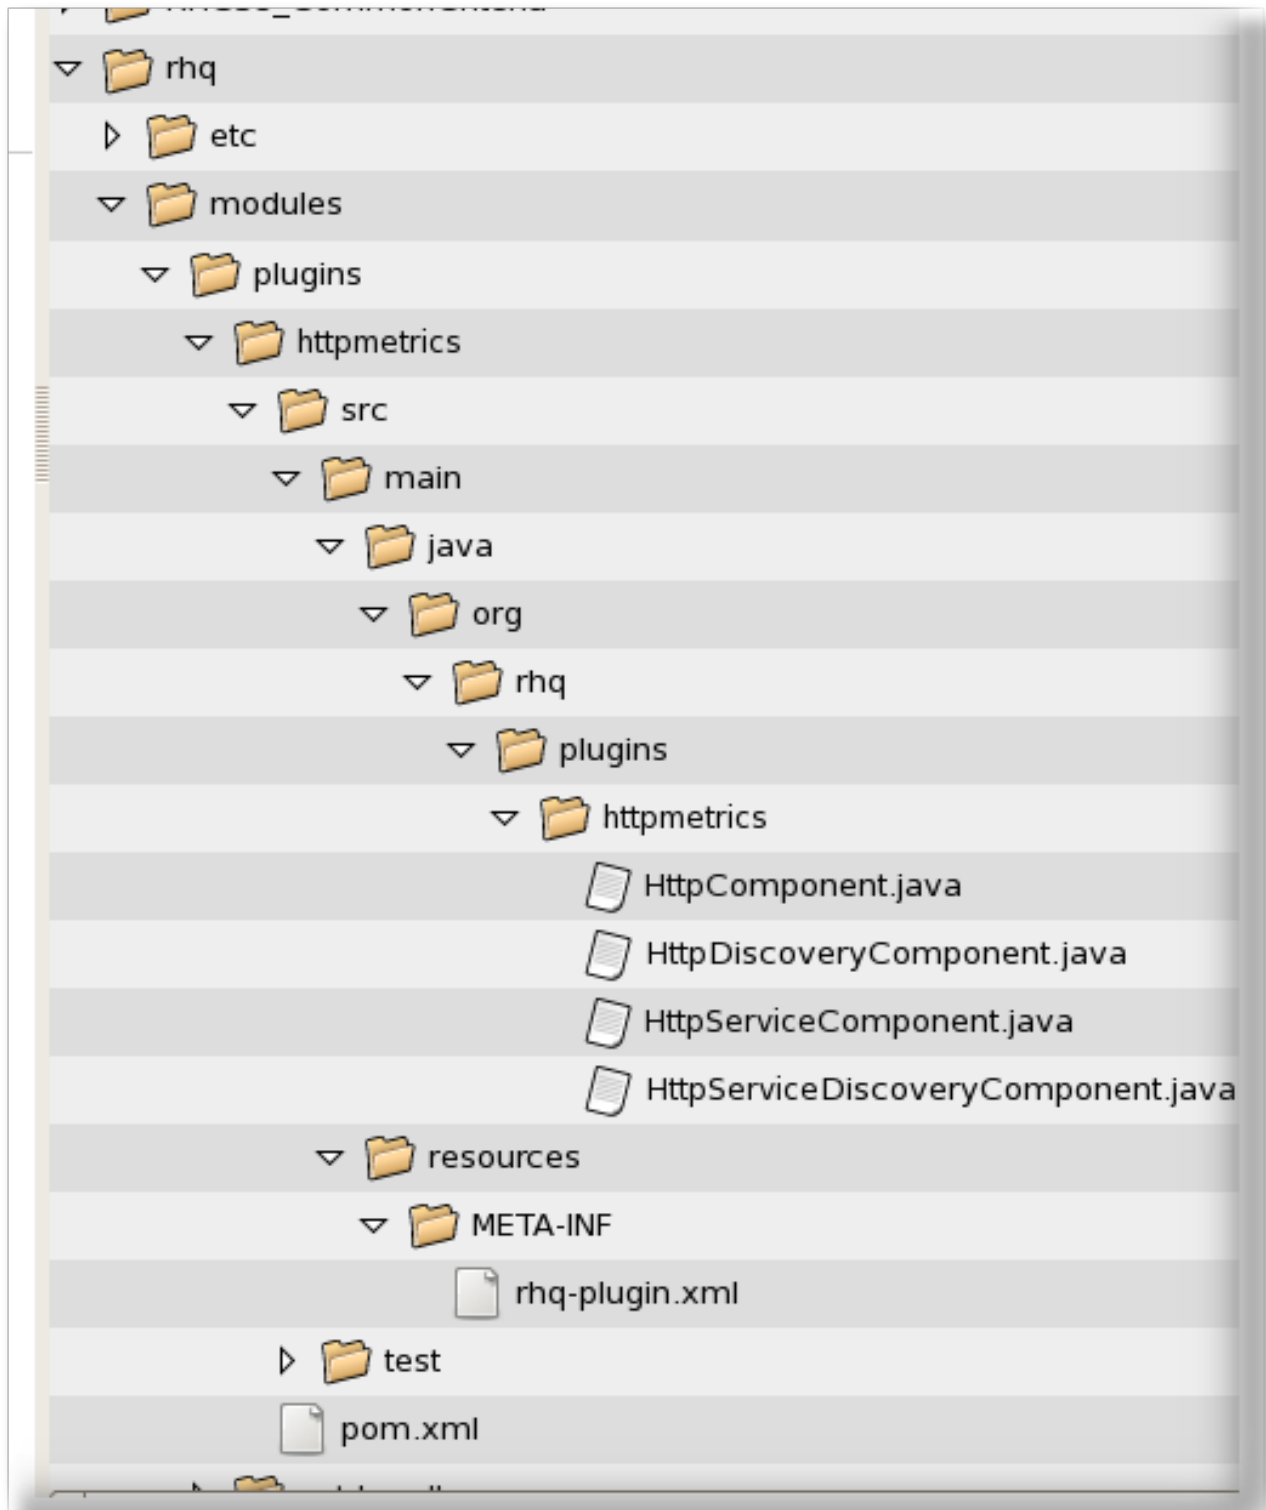 rhq
etc
modules
plugins
httpmetrics
src
main
java
org
rhq
plugins
httpmetrics
HttpComponent.java
HttpDiscoveryComponent.java
HttpServiceComponent.java
HttpServiceDiscoveryComponent.java
resources
META-INF
rhq-plugin.xml
test
pom.xml